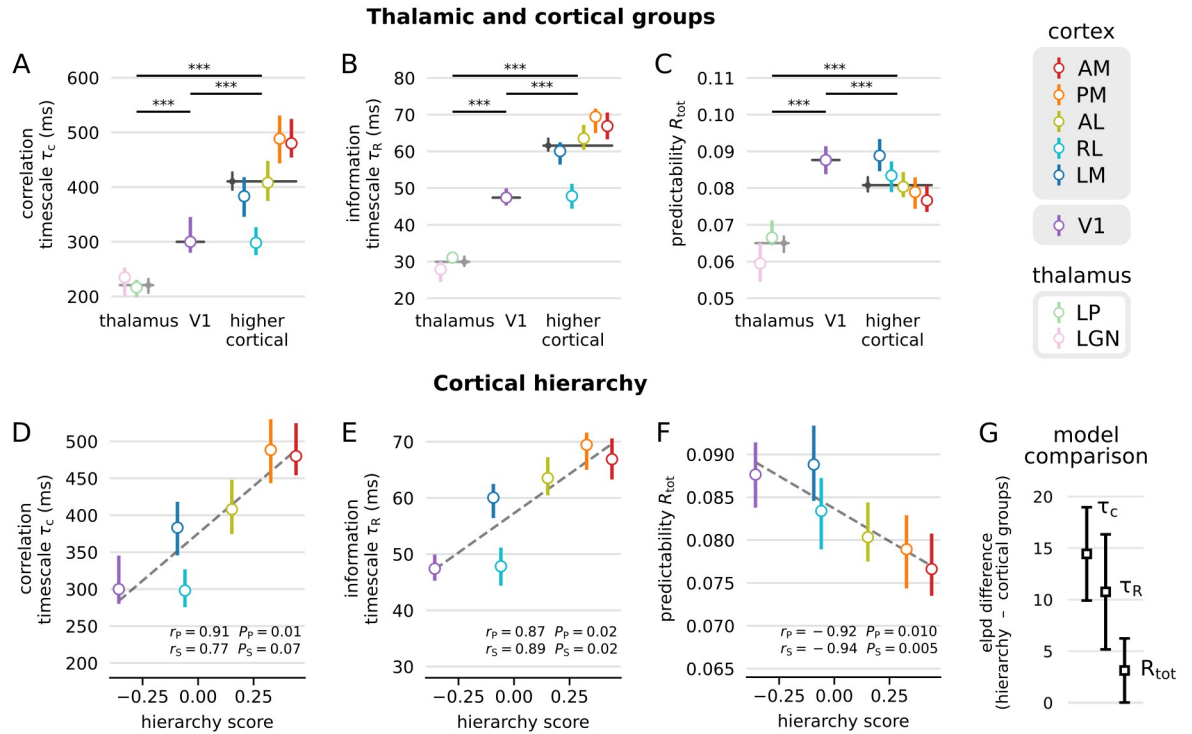 Thalamic and cortical groups
A
correlation
timescale τc (ms)
600
500
400
300
200
***
***
***
thalamus V1 higher
cortical
B
information
timescale τR (ms)
80
70
60
50
40
30
20
***
***
***
thalamus V1 higher
cortical
C
predictability Rtot
0.11
0.10
0.09
0.08
0.07
0.06
0.05
***
***
***
thalamus V1 higher
cortical
cortex
AM
PM
AL
RL
LM
V1
thalamus
LP
LGN
Cortical hierarchy
D
correlation
timescale τc (ms)
500
450
400
350
300
250
200
rP = 0.91 PP = 0.01
rS = 0.77 PS = 0.07
−0.25 0.00 0.25
hierarchy score
E
information
timescale τR (ms)
70
60
50
40
30
rP = 0.87 PP = 0.02
rS = 0.89 PS = 0.02
−0.25 0.00 0.25
hierarchy score
F
predictability Rtot
0.090
0.085
0.080
0.075
0.070
0.065
rP = − 0.92 PP = 0.010
rS = − 0.94 PS = 0.005
−0.25 0.00 0.25
hierarchy score
G
model
comparison
elpd difference
(hierarchy – cortical groups)
20
15
10
5
0
τc
τR
Rtot